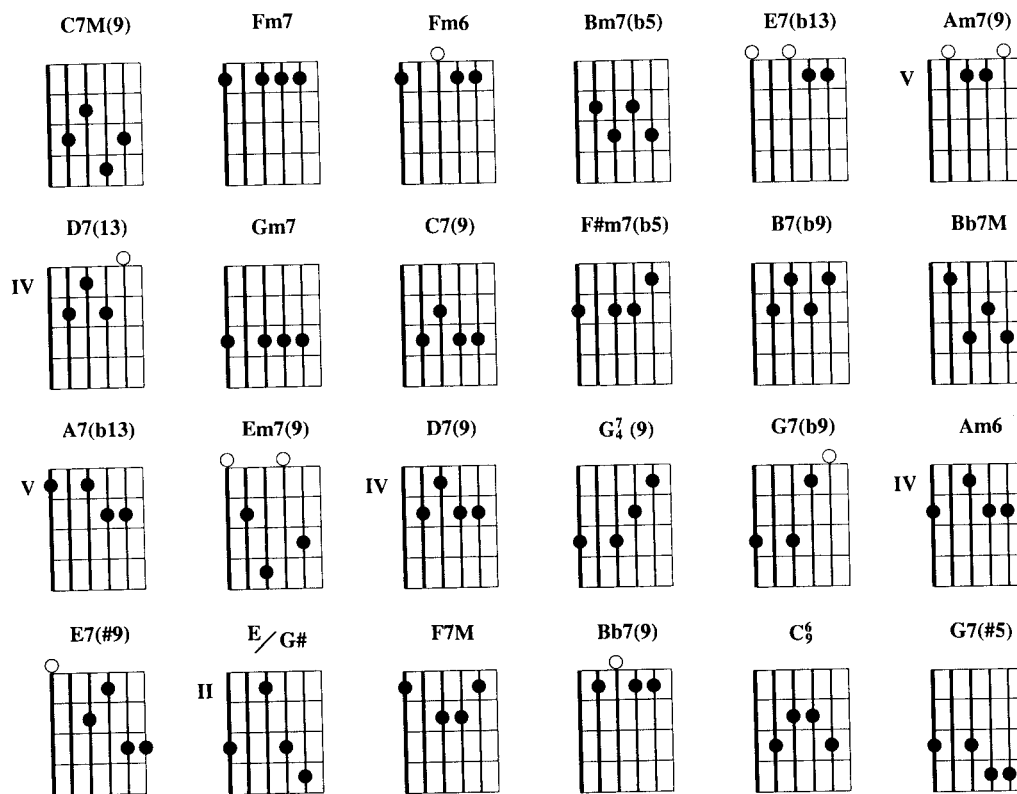 C7M(9) Fm7 Fm6 Bm7(b5) E7(b13) Am7(9)
V
D7(13) Gm7 C7(9) F#m7(b5) B7(b9) Bb7M
IV
A7(b13) Em7(9) D7(9) G7/4 (9) G7(b9) Am6
V IV IV
E7(#9) E/G# F7M Bb7(9) C6/9 G7(#5)
II